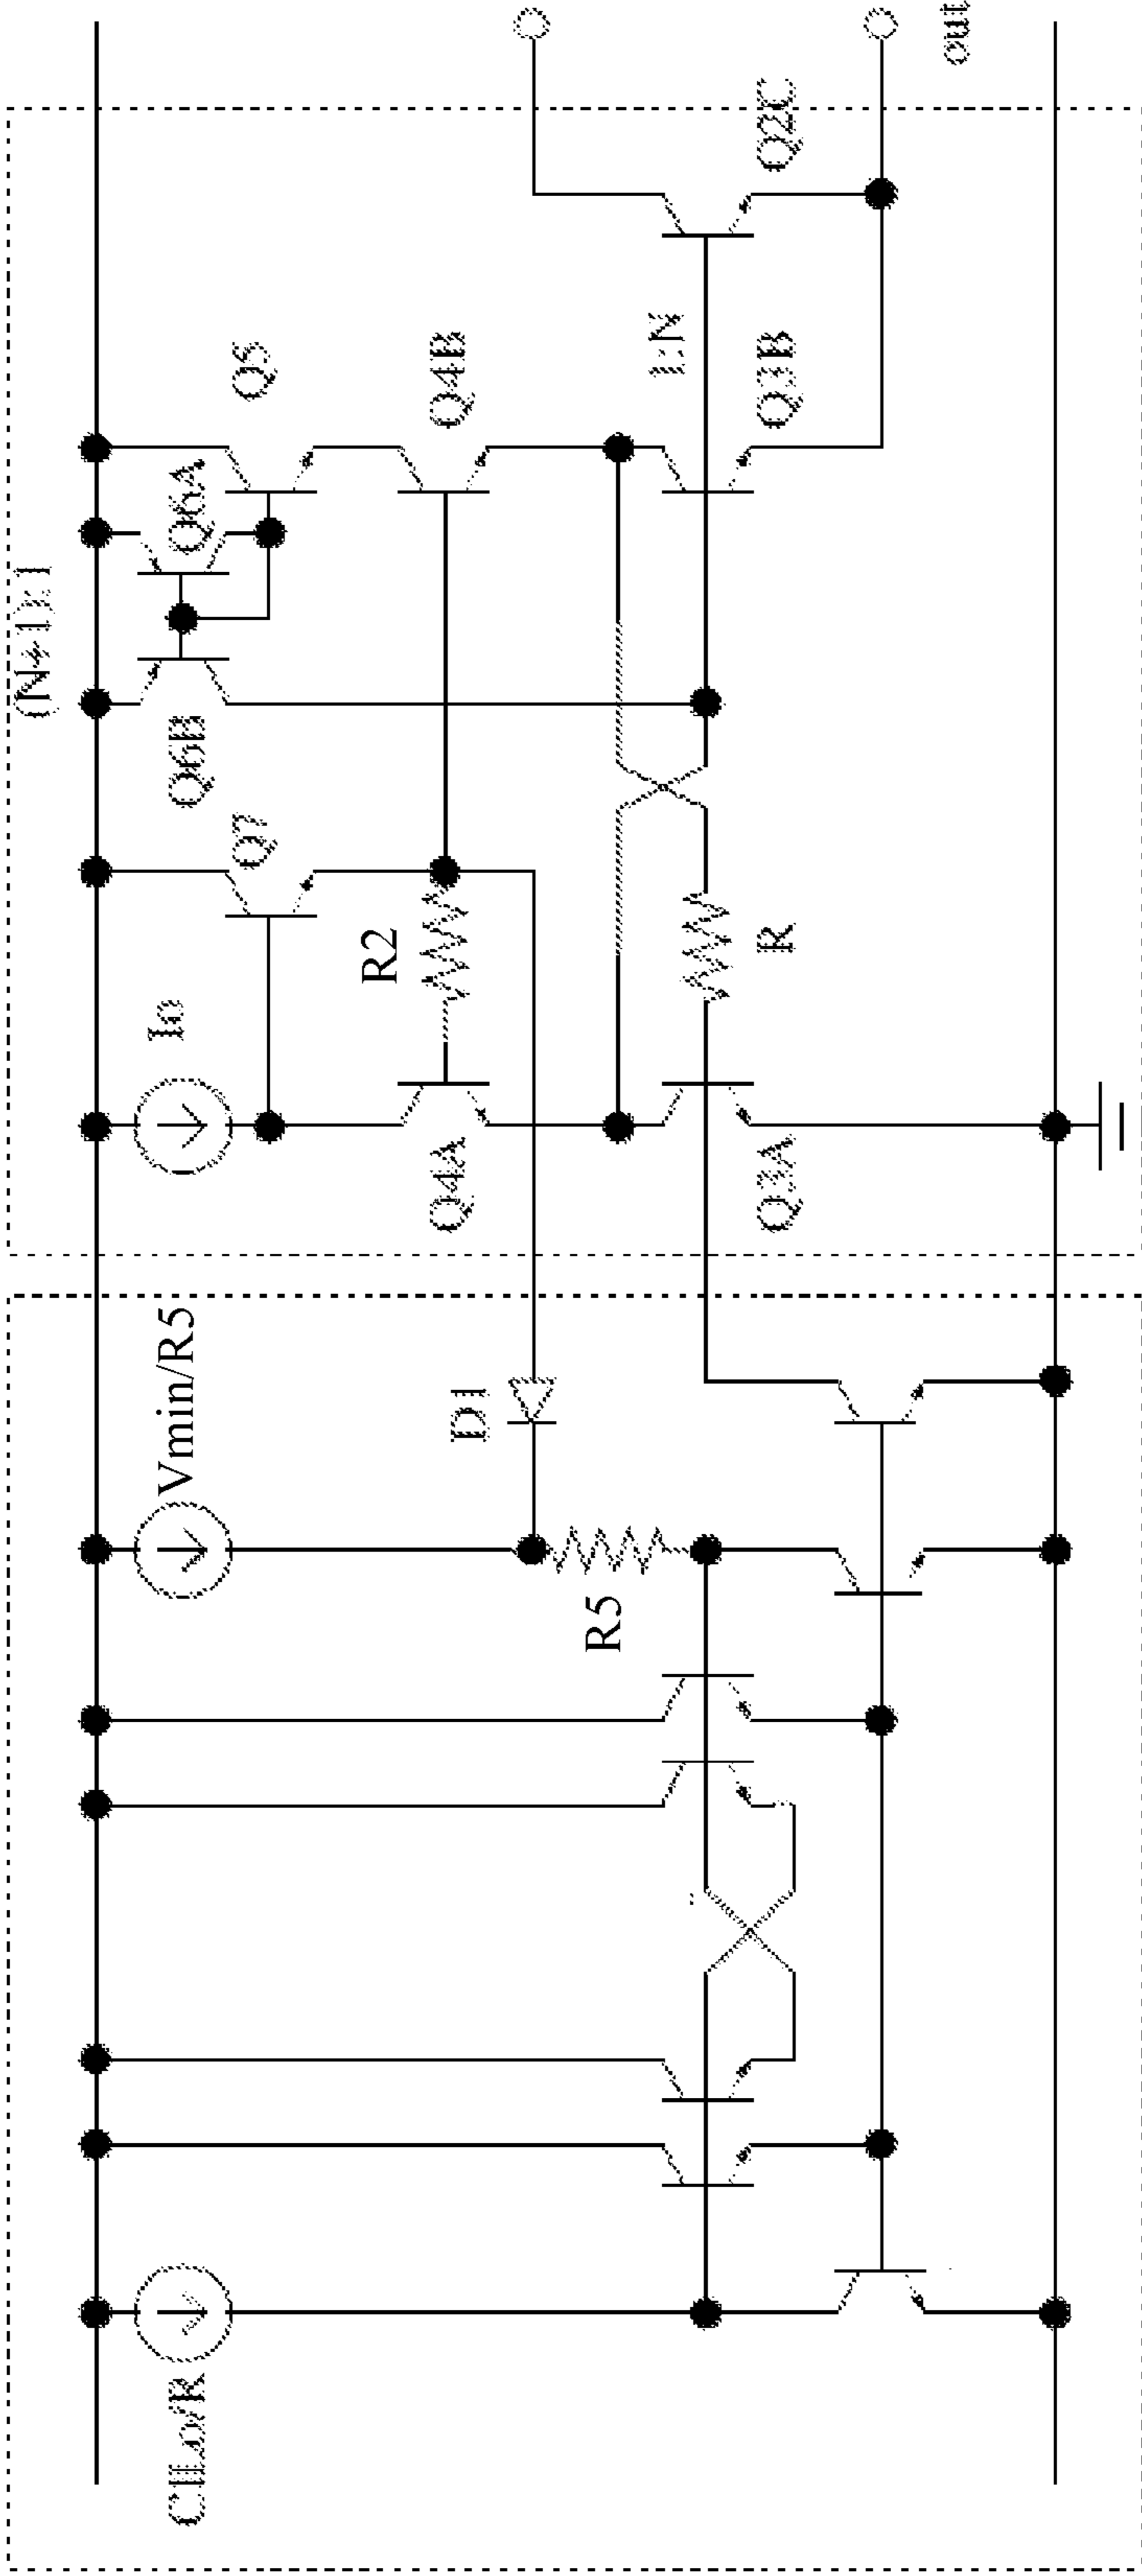 Vmin/R5
D1
R5
Io
Q7
R2
Q4A
Q3A
R
(N+1):1
Q6B
Q6A
Q5
Q4B
1:N
Q3B
Q2C
out